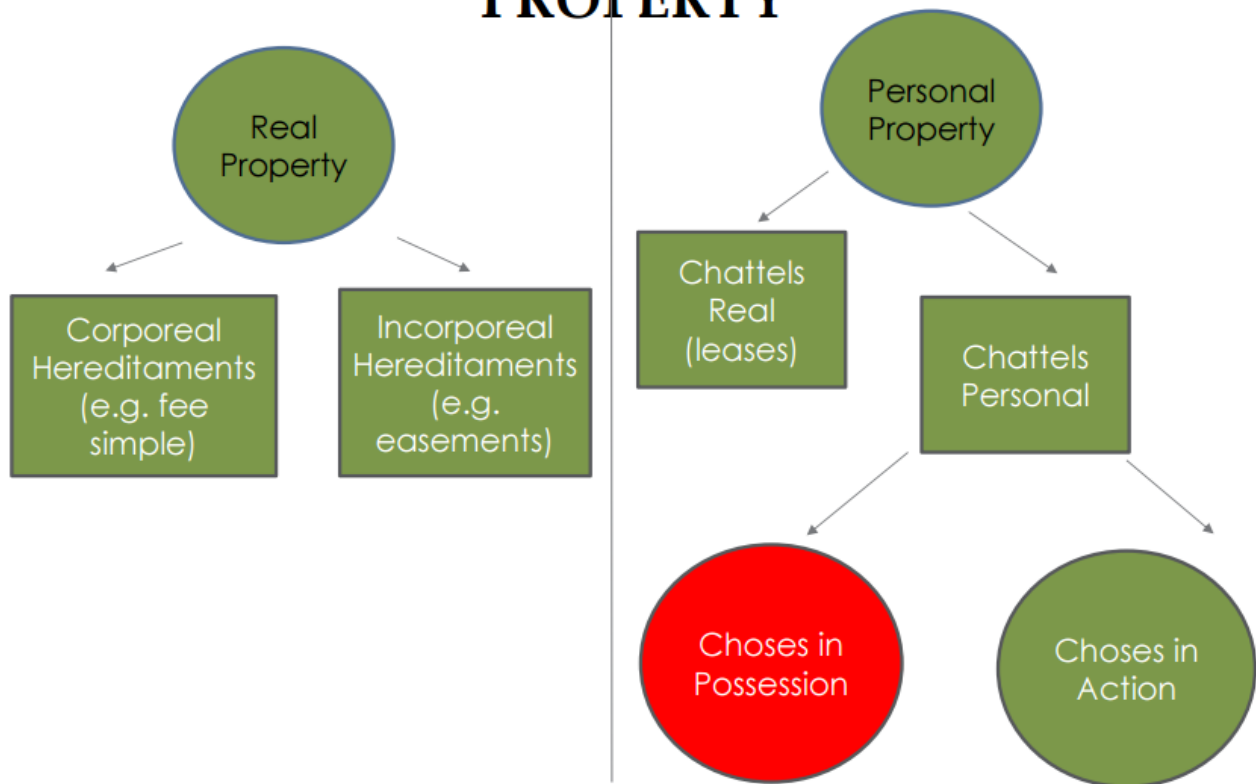 PROPERTY
Real
Property
Corporeal
Hereditaments
(e.g. fee
simple)
Incorporeal
Hereditaments
(e.g.
easements)
Personal
Property
Chattels
Real
(leases)
Chattels
Personal
Choses in
Possession
Choses in
Action